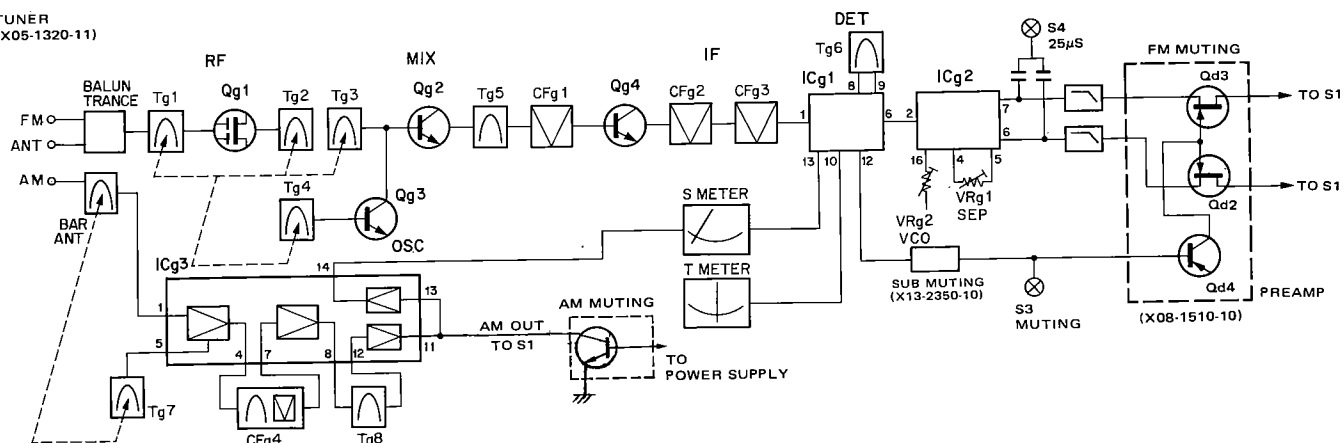 TUNER
(X05-1320-11)
RF
MIX
IF
DET
S4
25µS
FM MUTING
BALUN
TRANCE
Tg1
Qg1
Tg2
Tg3
Qg2
Tg5
CFg1
Qg4
CFg2
CFg3
ICg1
Tg6
8
9
ICg2
Qd3
FM
ANT
AM
1
6
2
7
6
13
10
12
16
4
5
TO S1
TO S1
Qd2
BAR
ANT
Tg4
Qg3
OSC
S METER
VRg1
SEP
VRg2
VCO
ICg3
14
T METER
SUB MUTING
(X13-2350-10)
S3
MUTING
Qd4
PREAMP
(X08-1510-10)
1
13
5
4
7
8
12
11
AM OUT
TO S1
AM MUTING
TO
POWER SUPPLY
Tg7
CFg4
Tg8